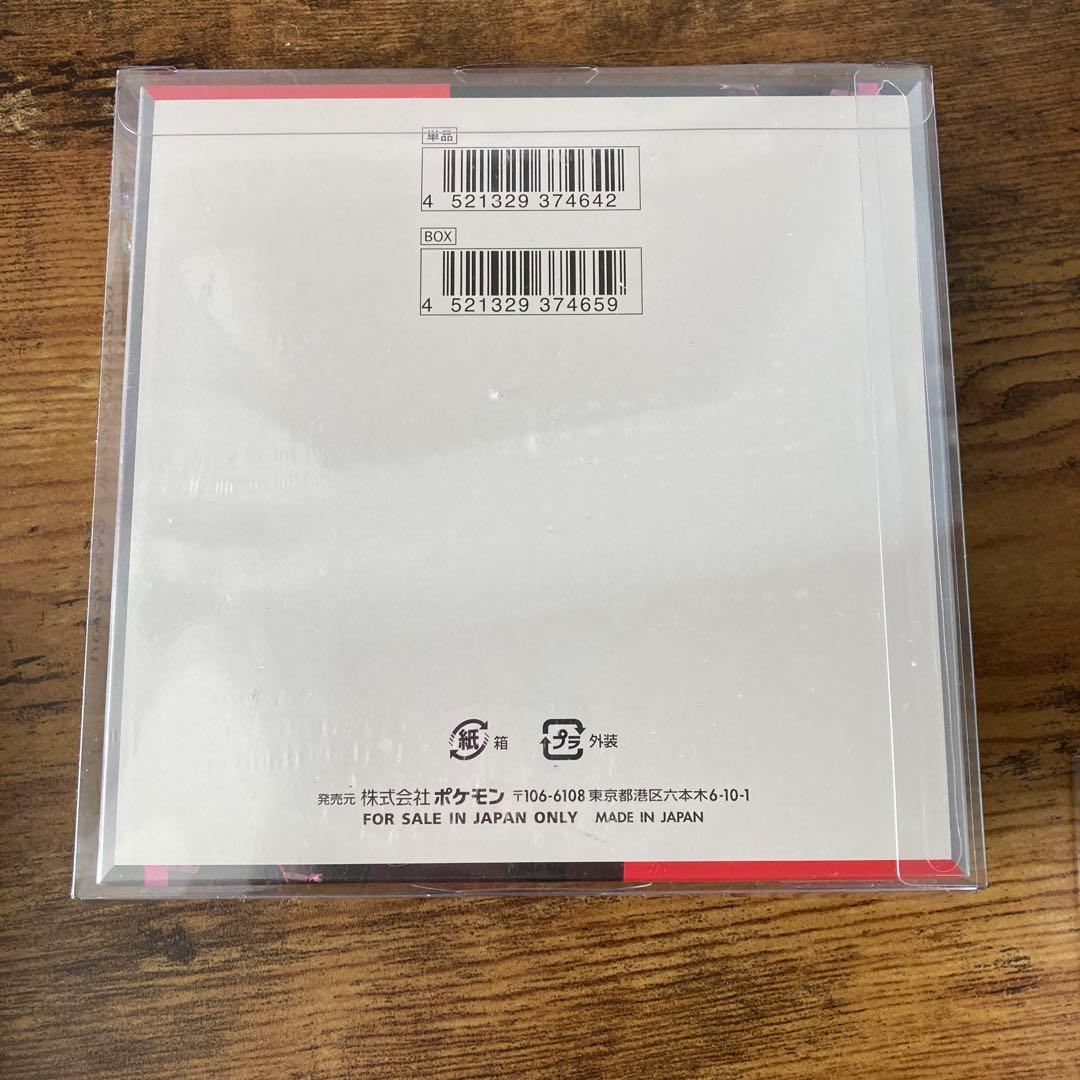 単品
4 521329 374642
BOX
4 521329 374659
紙 箱 プラ 外装
発売元 株式会社 ポケモン 〒106-6108 東京都港区六本木6-10-1
FOR SALE IN JAPAN ONLY MADE IN JAPAN